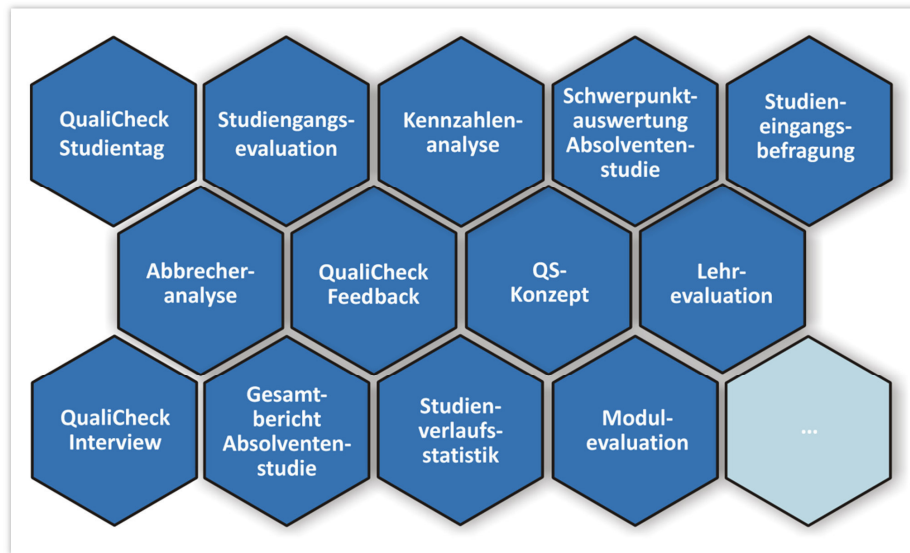 QualiCheck
Studientag
Studiengangs-
evaluation
Kennzahlen-
analyse
Schwerpunkt-
auswertung
Absolventen-
studie
Studien-
eingangs-
befragung
Abbrecher-
analyse
QualiCheck
Feedback
QS-
Konzept
Lehr-
evaluation
QualiCheck
Interview
Gesamt-
bericht
Absolventen-
studie
Studien-
verlaufs-
statistik
Modul-
evaluation
...